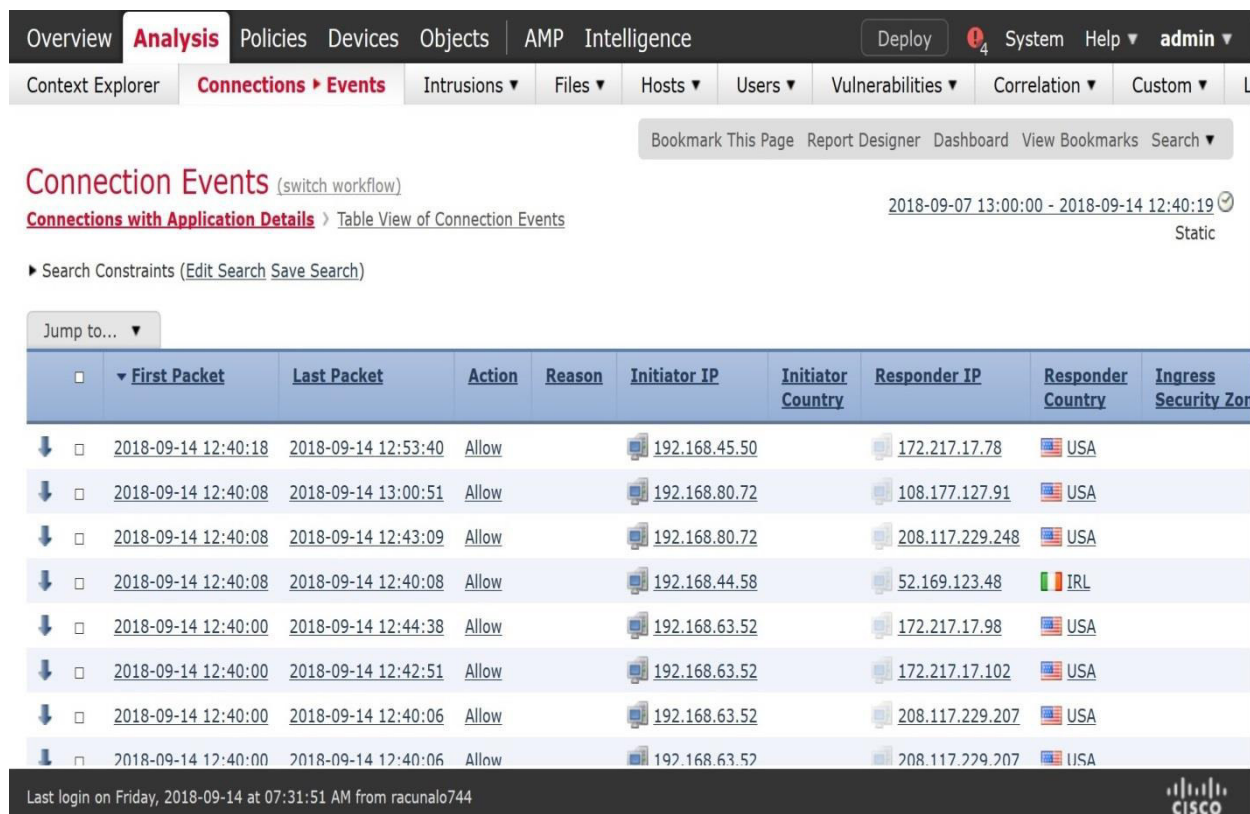 Overview Analysis Policies Devices Objects AMP Intelligence Deploy 4 System Help admin
Context Explorer Connections Events Intrusions Files Hosts Users Vulnerabilities Correlation Custom L
Bookmark This Page Report Designer Dashboard View Bookmarks Search
Connection Events (switch workflow)
Connections with Application Details > Table View of Connection Events
2018-09-07 13:00:00 - 2018-09-14 12:40:19
Static
Search Constraints (Edit Search Save Search)
Jump to...
First Packet Last Packet Action Reason Initiator IP Initiator Country Responder IP Responder Country Ingress Security Zon
2018-09-14 12:40:18 2018-09-14 12:53:40 Allow 192.168.45.50 172.217.17.78 USA
2018-09-14 12:40:08 2018-09-14 13:00:51 Allow 192.168.80.72 108.177.127.91 USA
2018-09-14 12:40:08 2018-09-14 12:43:09 Allow 192.168.80.72 208.117.229.248 USA
2018-09-14 12:40:08 2018-09-14 12:40:08 Allow 192.168.44.58 52.169.123.48 IRL
2018-09-14 12:40:00 2018-09-14 12:44:38 Allow 192.168.63.52 172.217.17.98 USA
2018-09-14 12:40:00 2018-09-14 12:42:51 Allow 192.168.63.52 172.217.17.102 USA
2018-09-14 12:40:00 2018-09-14 12:40:06 Allow 192.168.63.52 208.117.229.207 USA
2018-09-14 12:40:00 2018-09-14 12:40:06 Allow 192.168.63.52 208.117.229.207 USA
Last login on Friday, 2018-09-14 at 07:31:51 AM from racunalo744
CISCO